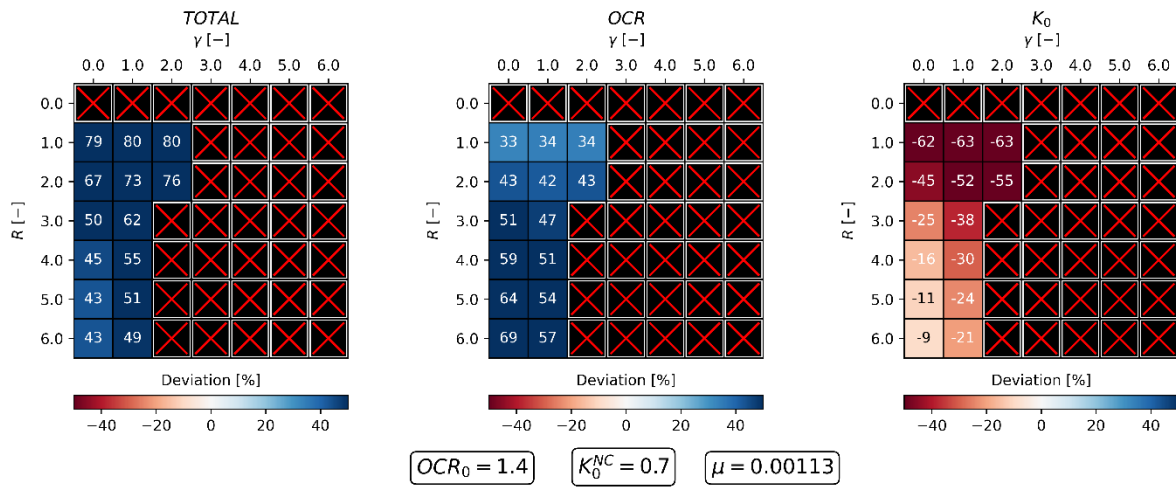 TOTAL OCR K₀
γ [−] γ [−] γ [−]
0.0 1.0 2.0 3.0 4.0 5.0 6.0 0.0 1.0 2.0 3.0 4.0 5.0 6.0 0.0 1.0 2.0 3.0 4.0 5.0 6.0
0.0 0.0 0.0
1.0 79 80 80 1.0 33 34 34 1.0 -62 -63 -63
2.0 67 73 76 2.0 43 42 43 2.0 -45 -52 -55
R [−] 3.0 50 62 R [−] 3.0 51 47 R [−] 3.0 -25 -38
4.0 45 55 4.0 59 51 4.0 -16 -30
5.0 43 51 5.0 64 54 5.0 -11 -24
6.0 43 49 6.0 69 57 6.0 -9 -21
Deviation [%] Deviation [%] Deviation [%]
−40 −20 0 20 40 −40 −20 0 20 40 −40 −20 0 20 40
OCR₀ = 1.4 K₀ᴺᶜ = 0.7 μ = 0.00113